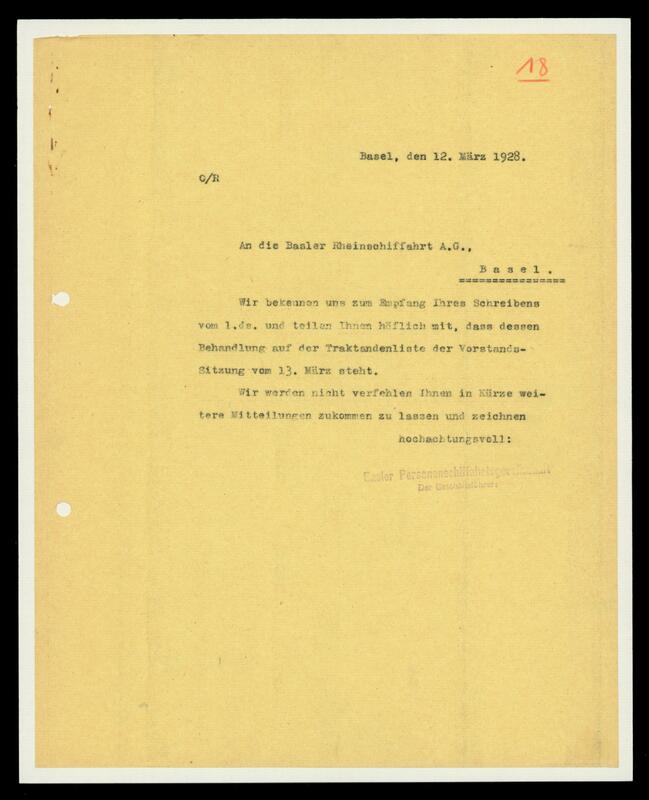 18
Basel, den 12. März 1928.
O/R
An die Basler Rheinschiffahrt A.G.,
Basel.
Wir bekennen uns zum Empfang Ihres Schreibens
vom 1.ds. und teilen Ihnen höflich mit, dass dessen
Behandlung auf der Traktandenliste der Vorstands-
Sitzung vom 13. März steht.
Wir werden nicht verfehlen Ihnen in Kürze wei-
tere Mitteilungen zukommen zu lassen und zeichnen
hochachtungsvoll:
Basler Personenschiffahrtsgesellschaft
Der Geschäftsführer: